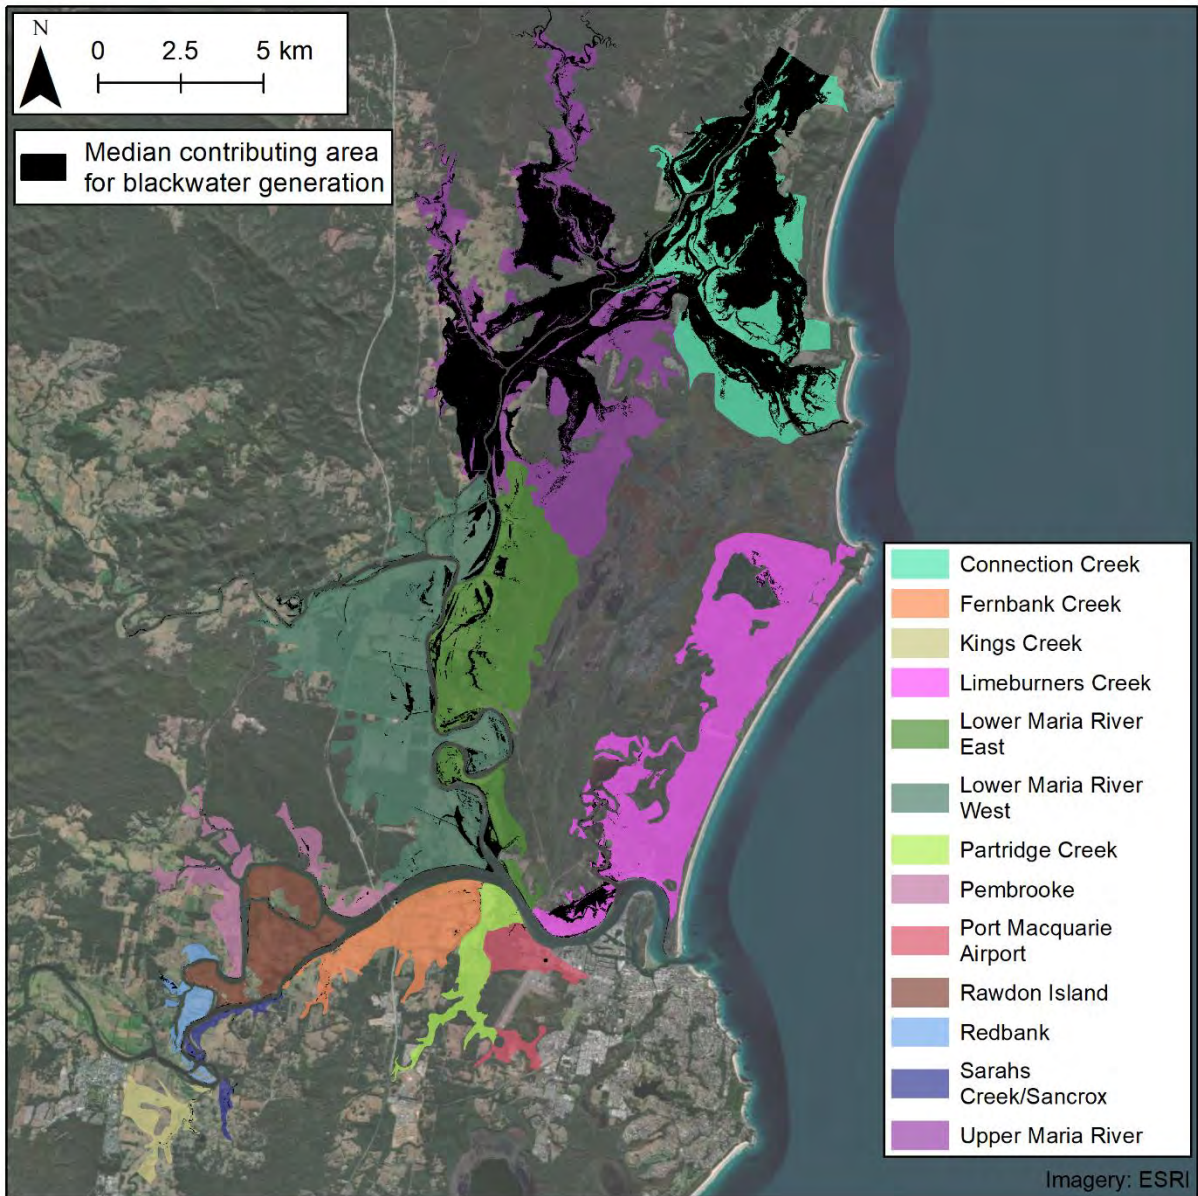 N
0 2.5 5 km
Median contributing area
for blackwater generation
Connection Creek
Fernbank Creek
Kings Creek
Limeburners Creek
Lower Maria River
East
Lower Maria River
West
Partridge Creek
Pembrooke
Port Macquarie
Airport
Rawdon Island
Redbank
Sarahs
Creek/Sancrox
Upper Maria River
Imagery: ESRI